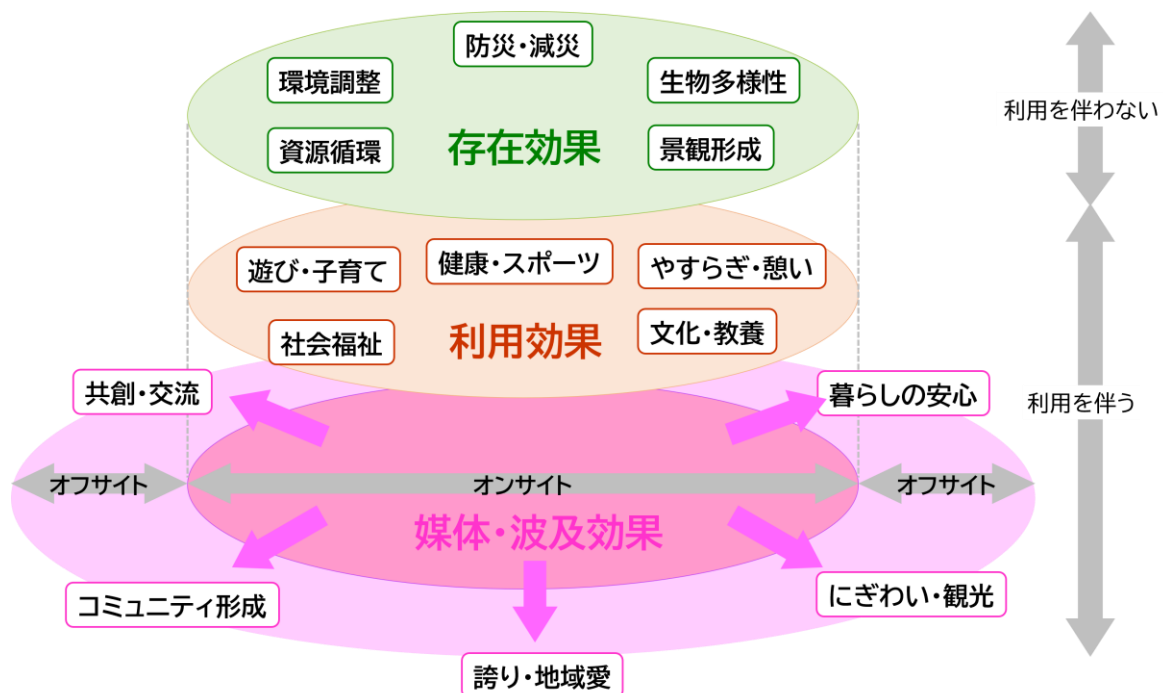 防災・減災
環境調整
生物多様性
資源循環
存在効果
景観形成
利用を伴わない
遊び・子育て
健康・スポーツ
やすらぎ・憩い
社会福祉
利用効果
文化・教養
共創・交流
暮らしの安心
利用を伴う
オフサイト
オンサイト
オフサイト
媒体・波及効果
コミュニティ形成
にぎわい・観光
誇り・地域愛